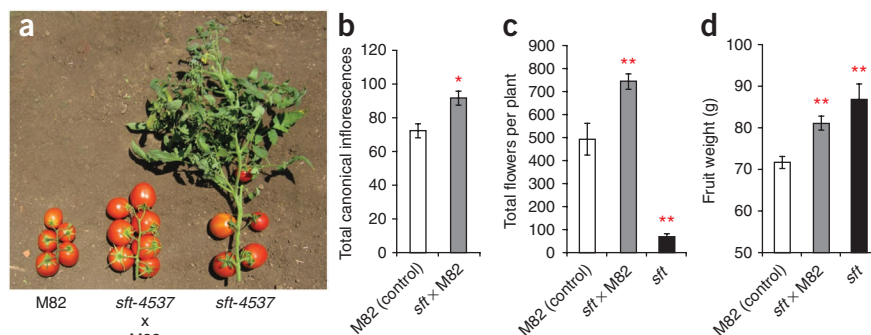 a
M82
sft-4537
x
sft-4537
b
Total canonical inflorescences
120
100
80
60
40
20
0
*
M82 (control)
sft × M82
c
Total flowers per plant
900
800
700
600
500
400
300
200
100
0
**
**
M82 (control)
sft × M82
sft
d
Fruit weight (g)
100
90
80
70
60
50
**
**
M82 (control)
sft × M82
sft